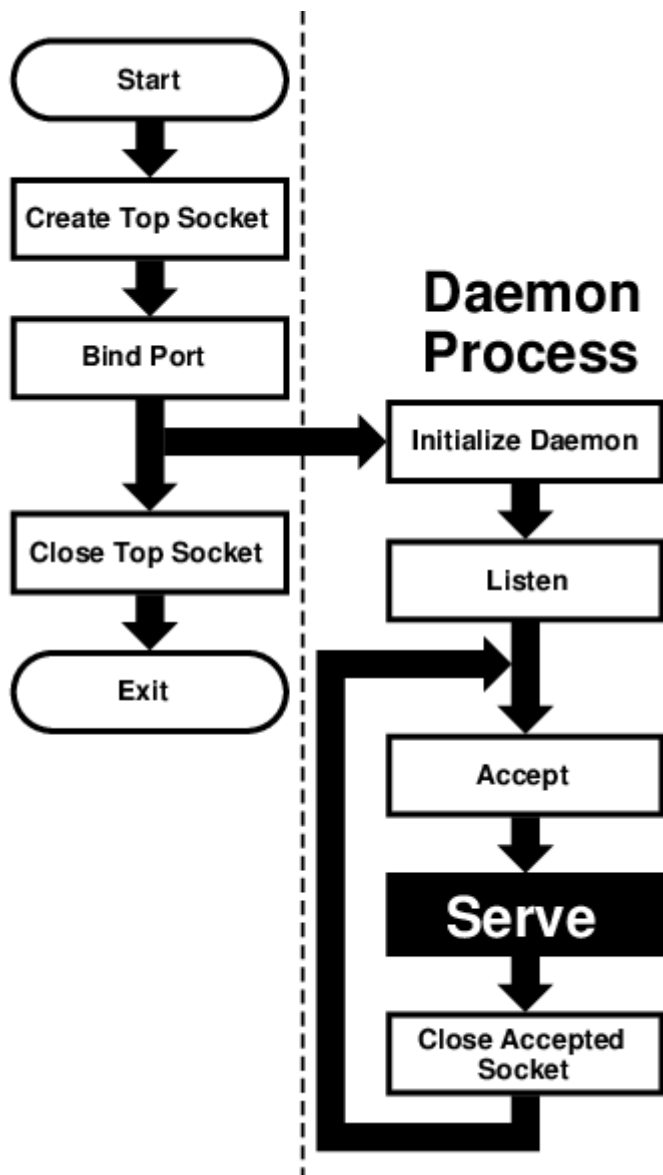 Start
Create Top Socket
Bind Port
Close Top Socket
Exit
Daemon
Process
Initialize Daemon
Listen
Accept
Serve
Close Accepted
Socket